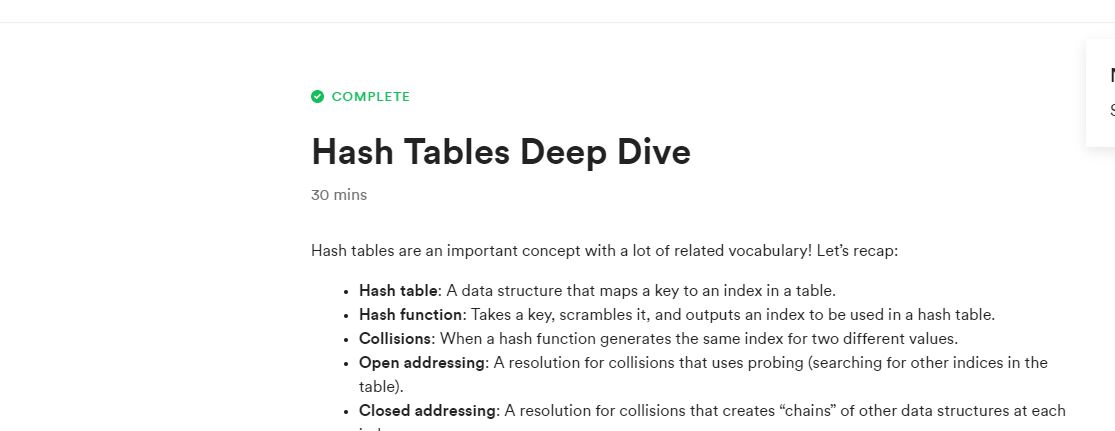 COMPLETE
Hash Tables Deep Dive
30 mins
Hash tables are an important concept with a lot of related vocabulary! Let’s recap:
• Hash table: A data structure that maps a key to an index in a table.
• Hash function: Takes a key, scrambles it, and outputs an index to be used in a hash table.
• Collisions: When a hash function generates the same index for two different values.
• Open addressing: A resolution for collisions that uses probing (searching for other indices in the
table).
• Closed addressing: A resolution for collisions that creates “chains” of other data structures at each